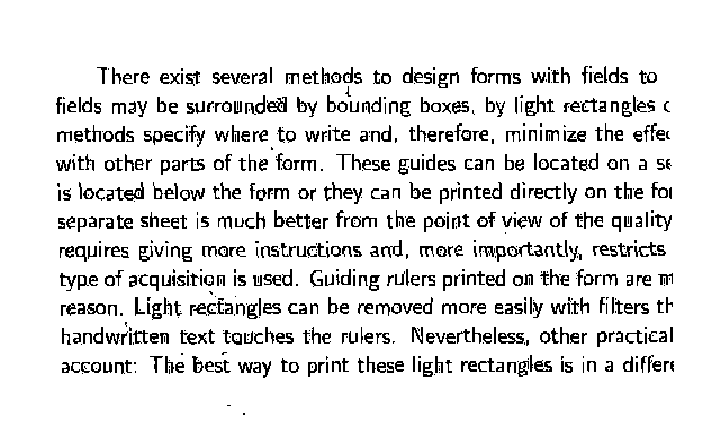 There exist several methods to design forms with fields to
fields may be surrounded by bounding boxes, by light rectangles
methods specify where to write and, therefore, minimize the
with other parts of the form. These guides can be located on a
is located below the form or they can be printed directly on the
separate sheet is much better from the point of view of the quality
requires giving more instructions and, more importantly, restricts
type of acquisition is used. Guiding rulers printed on the form are
reason. Light rectangles can be removed more easily with filters
handwritten text touches the rulers. Nevertheless, other practical
account: The best way to print these light rectangles is in a